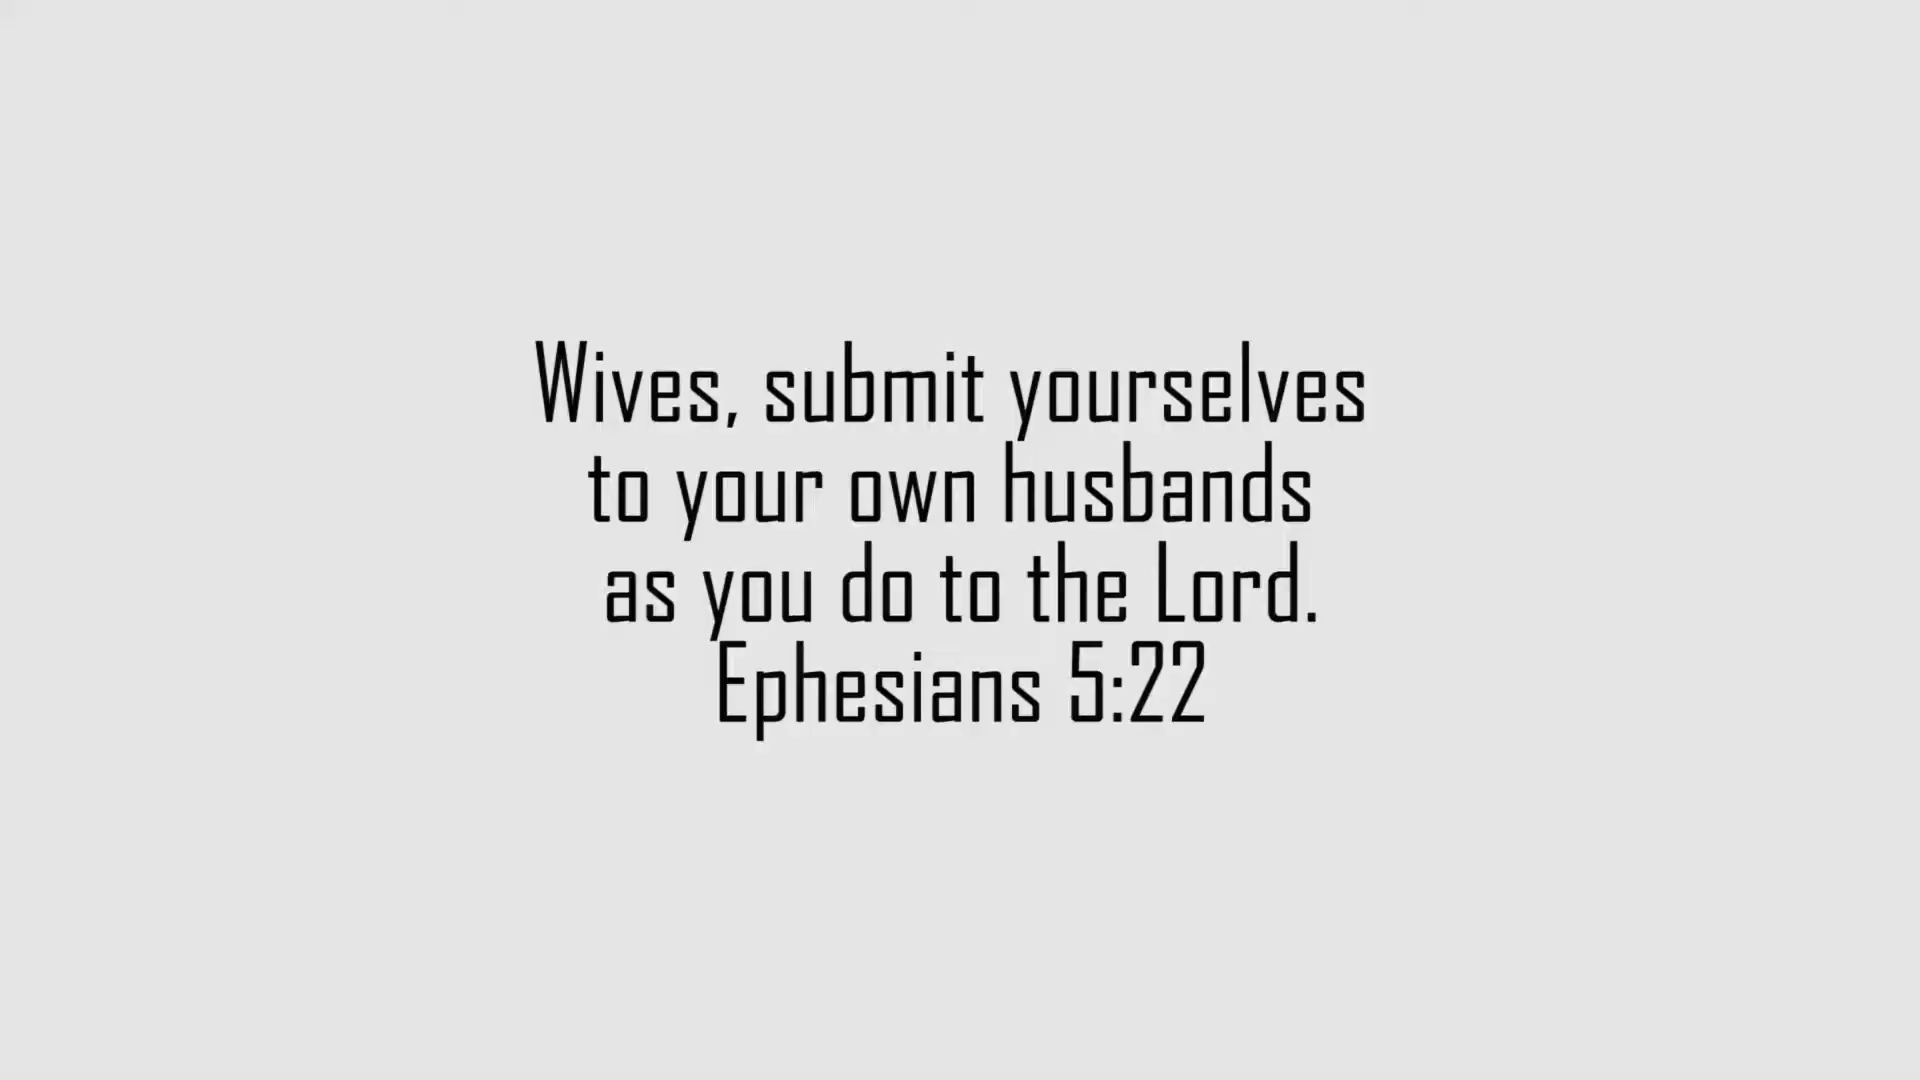 Wives, submit yourselves
to your own husbands
as you do to the Lord.
Ephesians 5:22